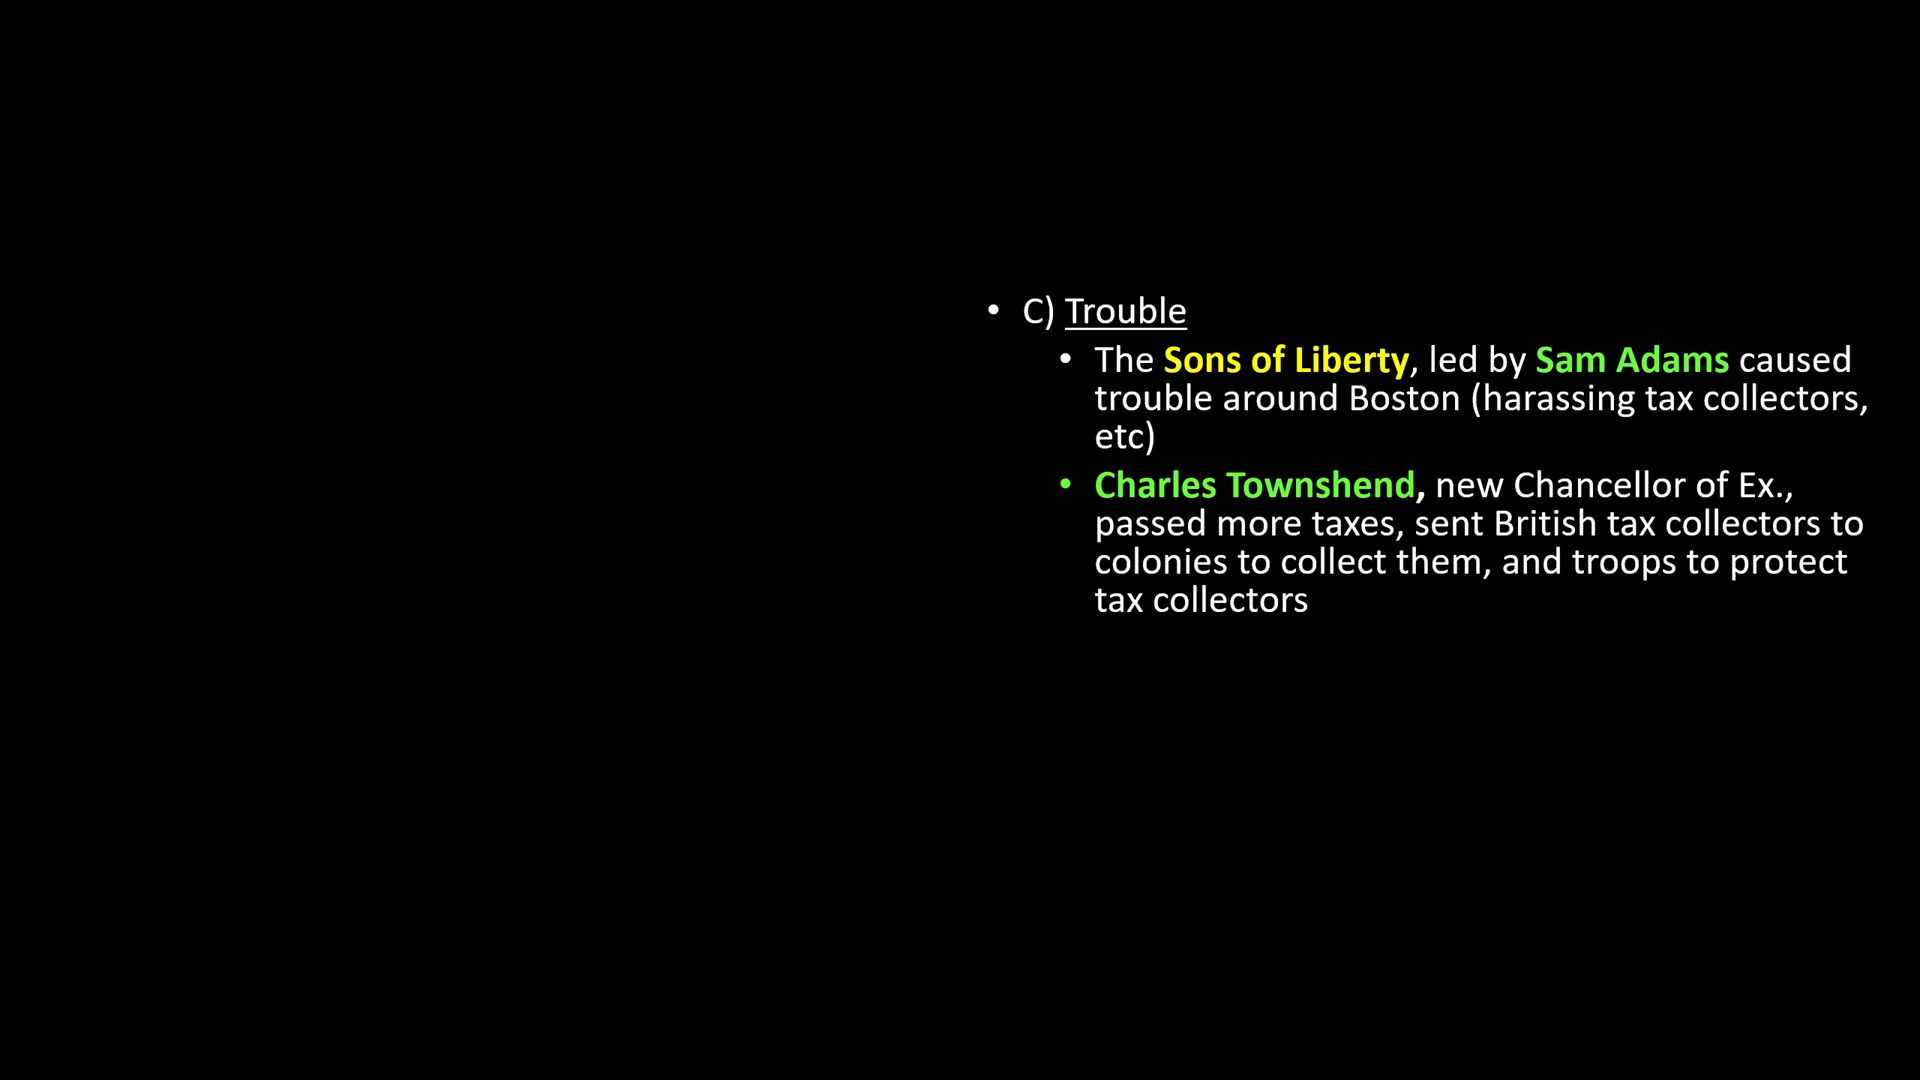 • C) Trouble
• The Sons of Liberty, led by Sam Adams caused
trouble around Boston (harassing tax collectors,
etc)
• Charles Townshend, new Chancellor of Ex.,
passed more taxes, sent British tax collectors to
colonies to collect them, and troops to protect
tax collectors